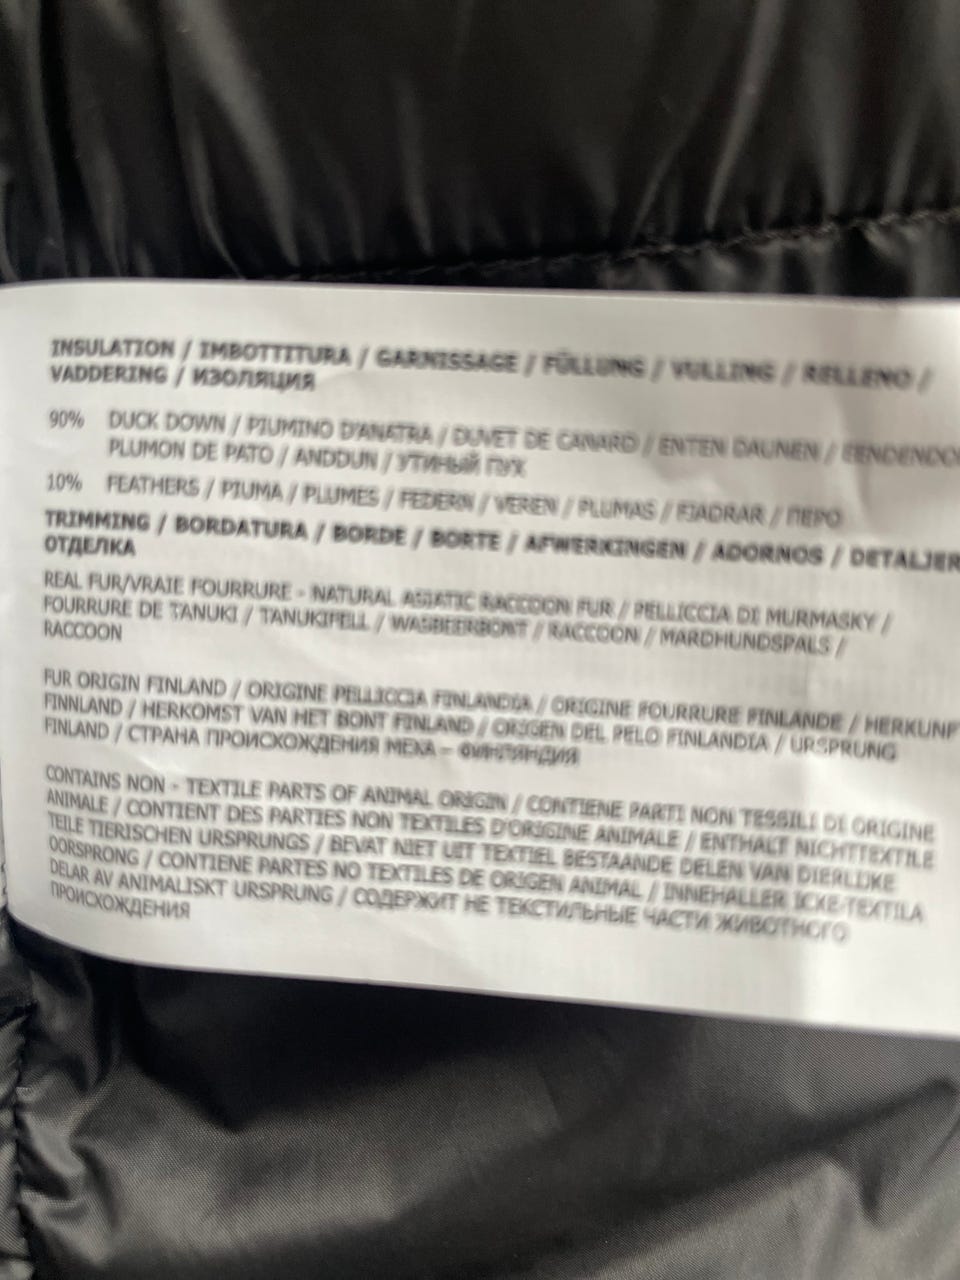 INSULATION / IMBOTTITURA / GARNISSAGE / FÜLLUNG / VULLING / RELLENO /
VADDERING / ИЗОЛЯЦИЯ
90% DUCK DOWN / PIUMINO D'ANATRA / DUVET DE CANARD / ENTEN DAUNEN / EENDENDO
PLUMON DE PATO / ANDDUN / УТИНЫЙ ПУХ
10% FEATHERS / PIUMA / PLUMES / FEDERN / VEREN / PLUMAS / FJADRAR / ПЕРО
TRIMMING / BORDATURA / BORDE / BORTE / AFWERKINGEN / ADORNOS / DETALJER
ОТДЕЛКА
REAL FUR/VRAIE FOURRURE - NATURAL ASIATIC RACCOON FUR / PELLICCIA DI MURMASKY /
FOURRURE DE TANUKI / TANUKIFELL / WASBEERBONT / RACCOON / MARDHUNDSPALS /
RACCOON
FUR ORIGIN FINLAND / ORIGINE PELLICCIA FINLANDIA / ORIGINE FOURRURE FINLANDE / HERKUNF
FINNLAND / HERKOMST VAN HET BONT FINLAND / ORIGEN DEL PELO FINLANDIA / URSPRUNG
FINLAND / СТРАНА ПРОИСХОЖДЕНИЯ МЕХА – ФИНЛЯНДИЯ
CONTAINS NON - TEXTILE PARTS OF ANIMAL ORIGIN / CONTIENE PARTI NON TESSILI DI ORIGINE
ANIMALE / CONTIENT DES PARTIES NON TEXTILES D'ORIGINE ANIMALE / ENTHALT NICHTTEXTILE
TEILE TIERISCHEN URSPRUNGS / BEVAT NIET UIT TEXTIEL BESTAANDE DELEN VAN DIERLIJKE
OORSPRONG / CONTIENE PARTES NO TEXTILES DE ORIGEN ANIMAL / INNEHALLER ICKE-TEXTILA
DELAR AV ANIMALISKT URSPRUNG / СОДЕРЖИТ НЕ ТЕКСТИЛЬНЫЕ ЧАСТИ ЖИВОТНОГО
ПРОИСХОЖДЕНИЯ